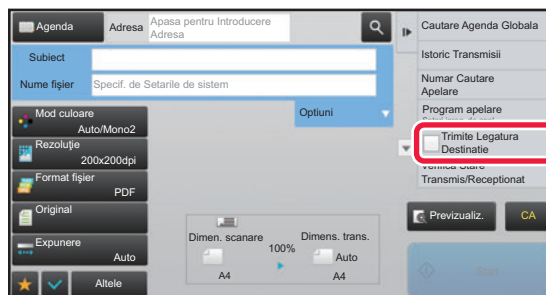 Agenda
Adresa
Apasa pentru Introducere
Adresa
Cautare Agenda Globala
Subiect
Istoric Transmisii
Nume fişier
Specif. de Setarile de sistem
Numar Cautare
Apelare
Mod culoare
Auto/Mono2
Optiuni
Program apelare
Trimite Legatura
Destinatie
Rezoluţie
200x200dpi
Verifica Stare
Transmis/Receptionat
Format fişier
PDF
Original
Previzualiz.
CA
Expunere
Auto
Dimen. scanare
A4
100%
Dimens. trans.
Auto
A4
Altele
Start